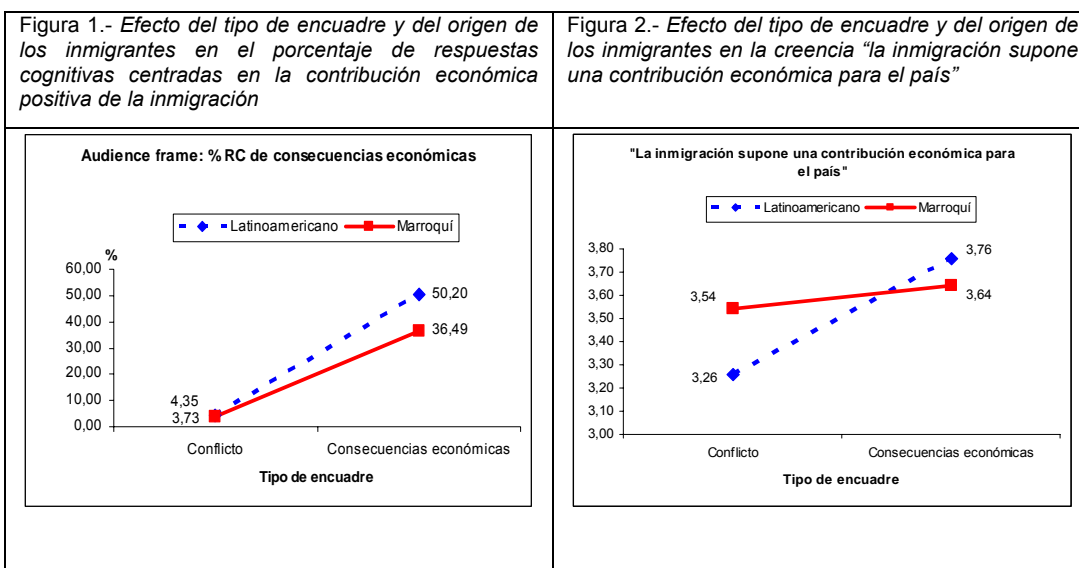 Figura 1.- Efecto del tipo de encuadre y del origen de
los inmigrantes en el porcentaje de respuestas
cognitivas centradas en la contribución económica
positiva de la inmigración
Audience frame: % RC de consecuencias económicas
Latinoamericano Marroquí
%
60,00
50,00
40,00
30,00
20,00
10,00
0,00
50,20
36,49
4,35
3,73
Conflicto Consecuencias económicas
Tipo de encuadre
Figura 2.- Efecto del tipo de encuadre y del origen de
los inmigrantes en la creencia “la inmigración supone
una contribución económica para el país”
"La inmigración supone una contribución económica para
el país"
Latinoamericano Marroquí
3,80
3,70
3,60
3,50
3,40
3,30
3,20
3,10
3,00
3,76
3,54
3,64
3,26
Conflicto Consecuencias económicas
Tipo de encuadre